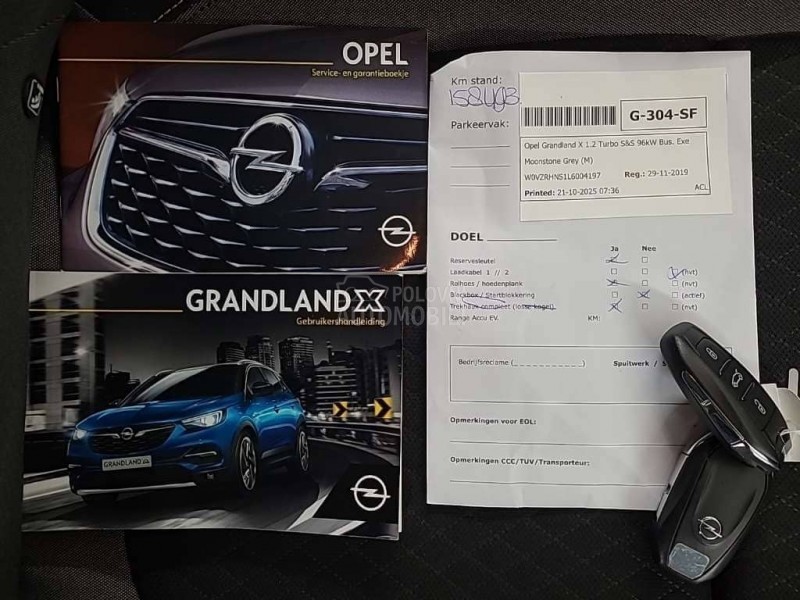 OPEL
Service- en garantieboekje
GRANDLAND X
Gebruikershandleiding
GRANDLAND X
POLOVNI
AUTOMOBILI
Km stand:
158493
Parkeervak:
G-304-SF
Opel Grandland X 1.2 Turbo S&S 96kW Bus. Exe
Moonstone Grey (M)
W0VZRHNS1L6004197 Reg.: 29-11-2019
Printed: 21-10-2025 07:36 ACL
DOEL
Ja Nee
Reservesleutel
Laadkabel 1 // 2 (nvt)
Rolhoes / hoedenplank (nvt)
Blackbox / Startblokkering (actief)
Trekhaak compleet (losse kogel) (nvt)
Range Accu EV. KM:
Bedrijfsreclame ( ) Spuitwerk /
Opmerkingen voor EOL:
Opmerkingen CCC/TUV/Transporteur: